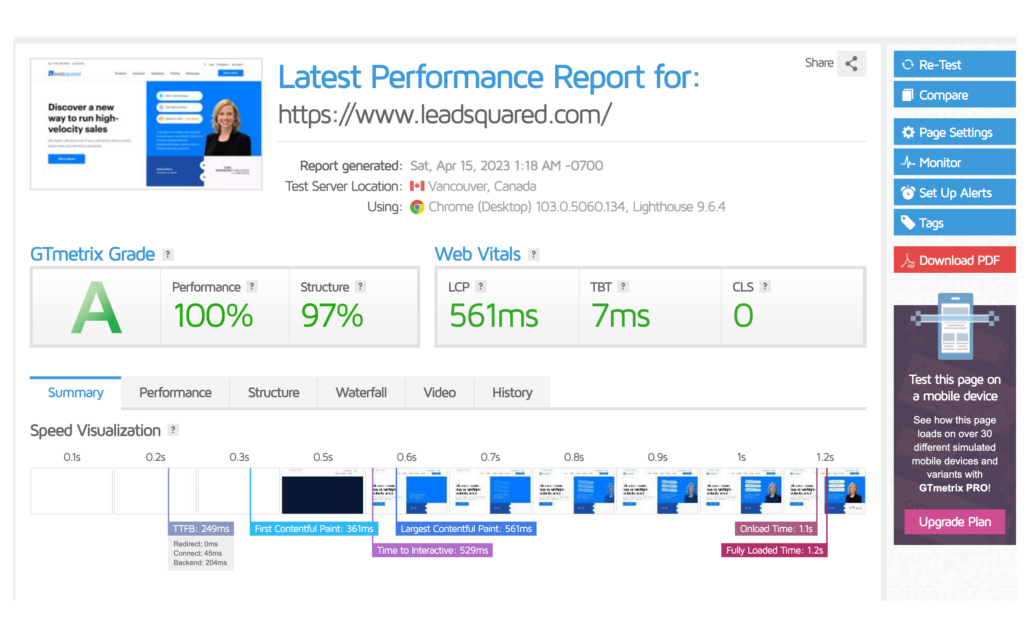 leadsquared
Discover a new
way to run high-
velocity sales
Latest Performance Report for:
https://www.leadsquared.com/
Share
Report generated: Sat, Apr 15, 2023 1:18 AM -0700
Test Server Location: Vancouver, Canada
Using: Chrome (Desktop) 103.0.5060.134, Lighthouse 9.6.4
GTmetrix Grade ?
A
Performance ?
100%
Structure ?
97%
Web Vitals ?
LCP ?
561ms
TBT ?
7ms
CLS ?
0
Summary Performance Structure Waterfall Video History
Speed Visualization ?
0.1s 0.2s 0.3s 0.5s 0.6s 0.7s 0.8s 0.9s 1s 1.2s
TTFB: 249ms
Redirect: 0ms
Connect: 45ms
Backend: 204ms
First Contentful Paint: 361ms
Largest Contentful Paint: 561ms
Time to Interactive: 529ms
Onload Time: 1.1s
Fully Loaded Time: 1.2s
Re-Test
Compare
Page Settings
Monitor
Set Up Alerts
Tags
Download PDF
Test this page on
a mobile device
See how this page
loads on over 30
different simulated
mobile devices and
variants with
GTmetrix PRO!
Upgrade Plan